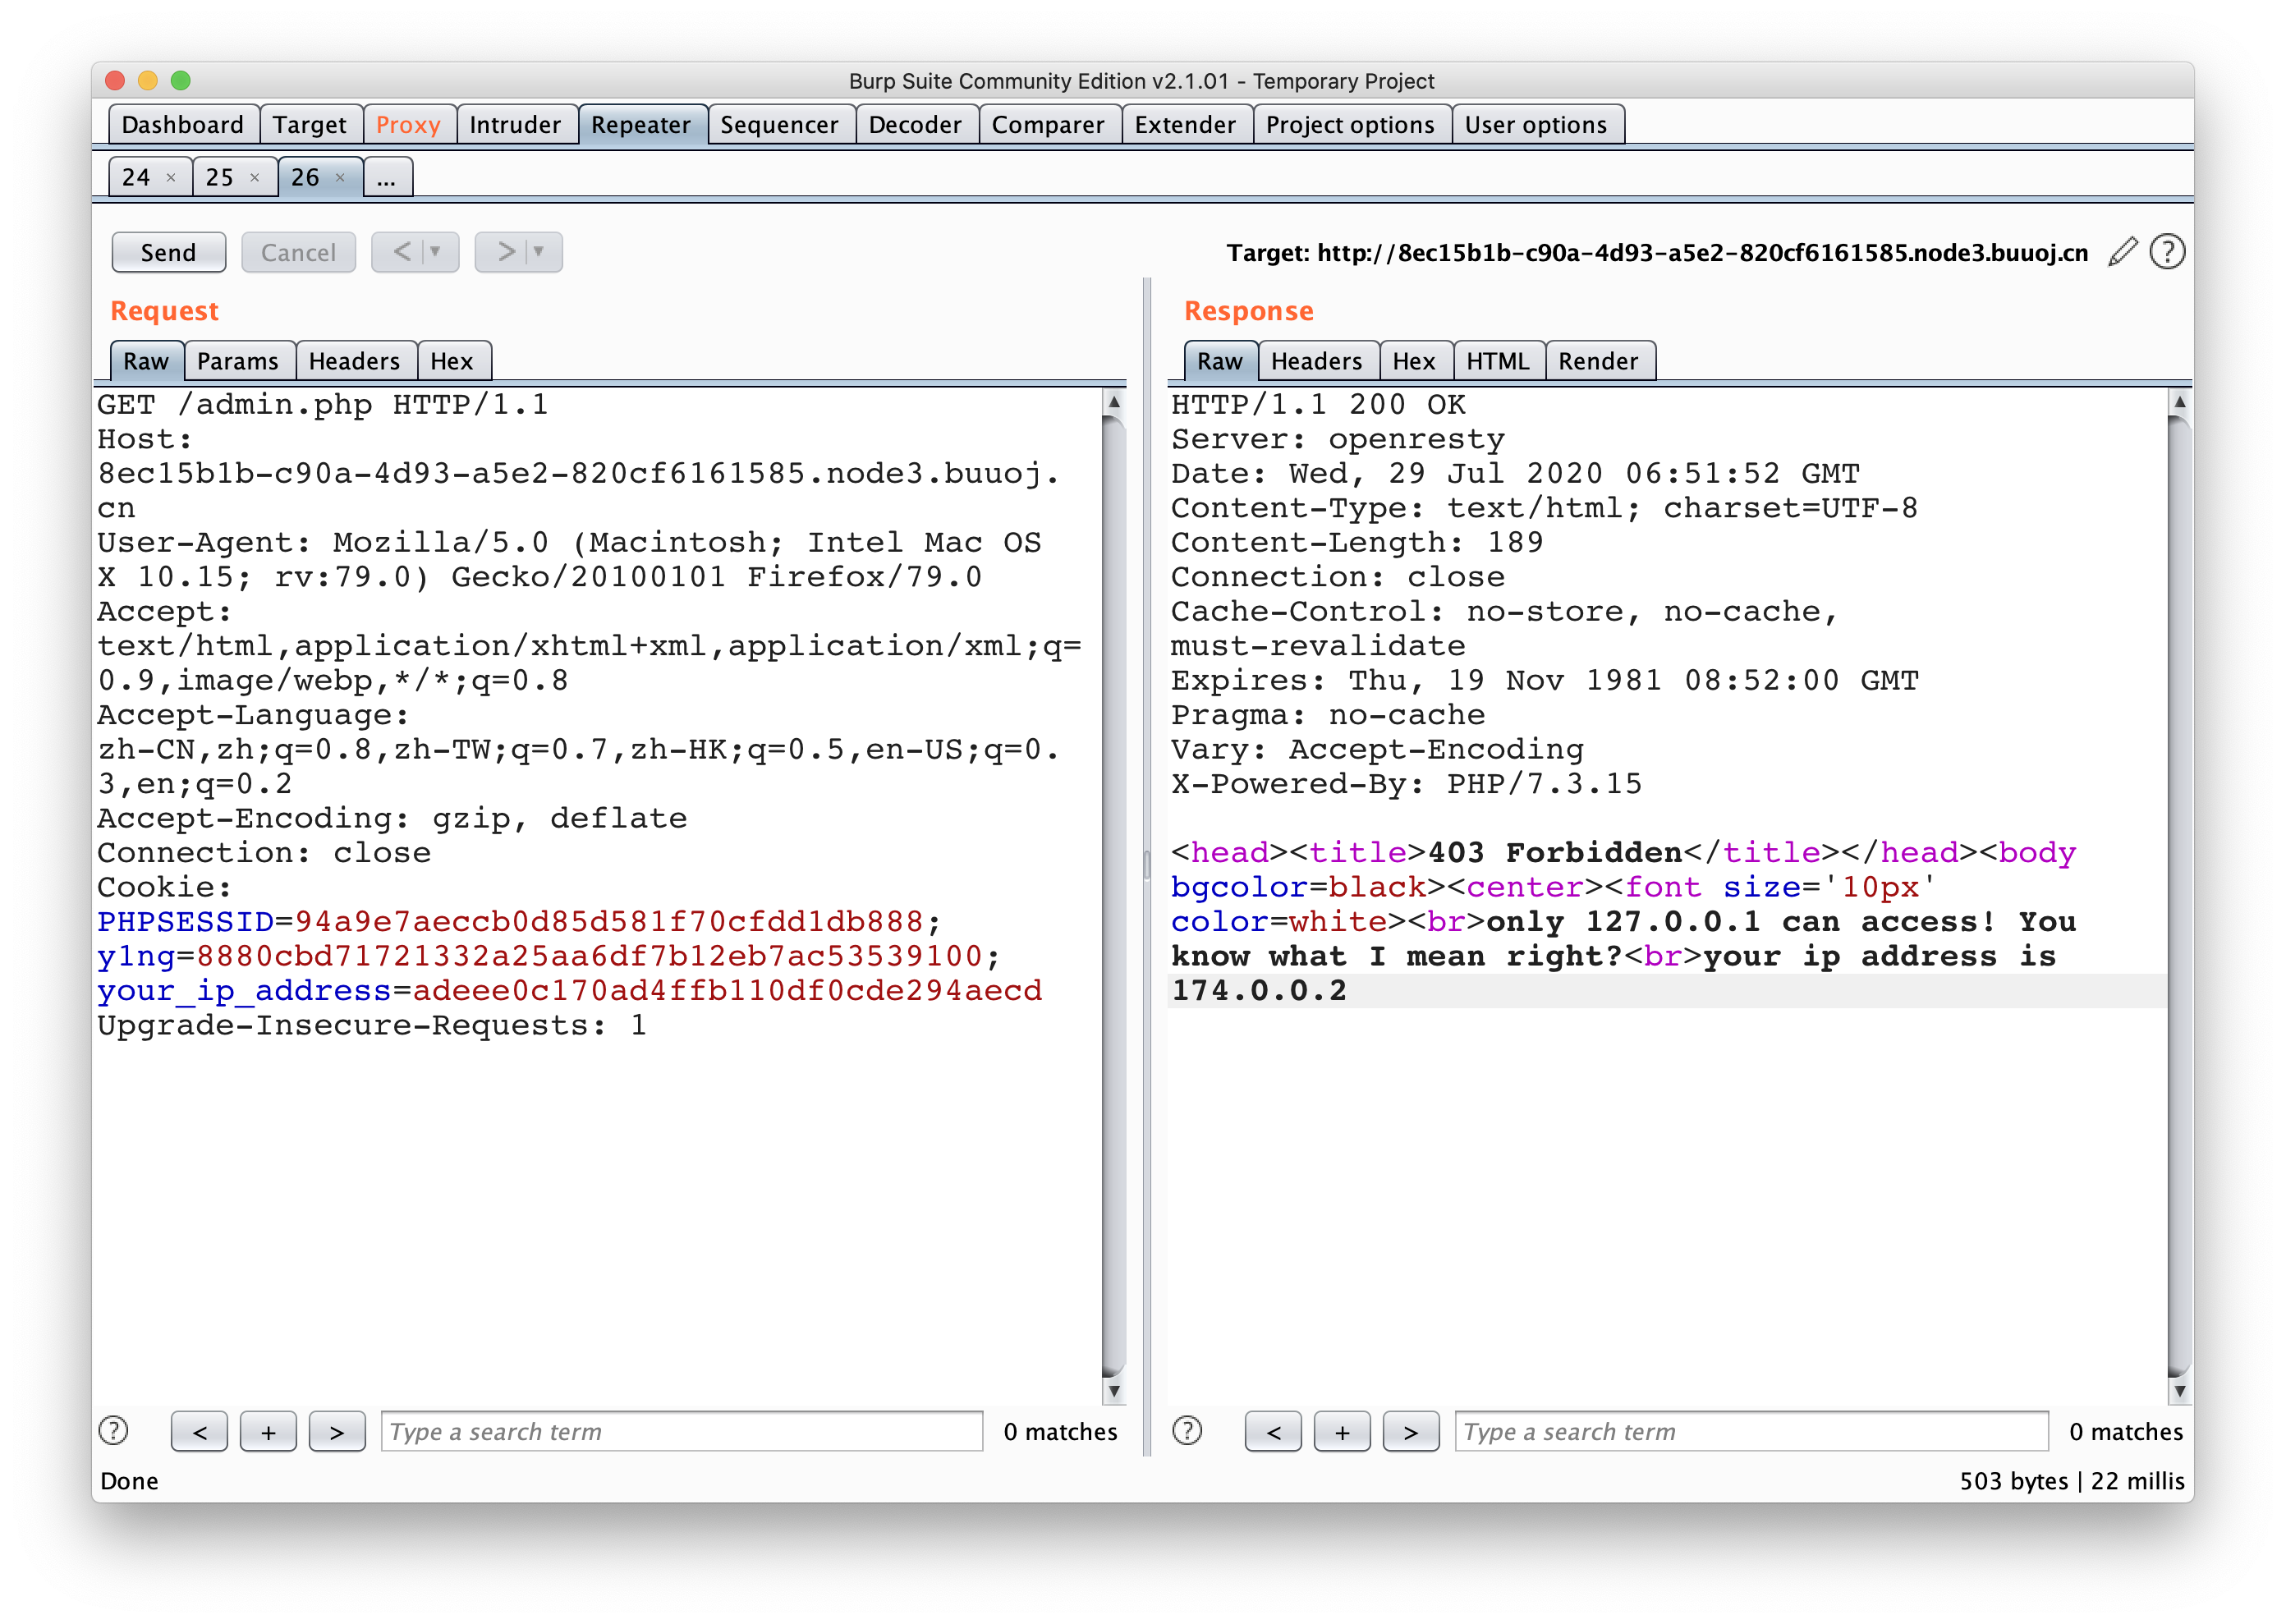 Burp Suite Community Edition v2.1.01 - Temporary Project
Dashboard Target Proxy Intruder Repeater Sequencer Decoder Comparer Extender Project options User options
24 × 25 × 26 × ...
Send Cancel < > Target: http://8ec15b1b-c90a-4d93-a5e2-820cf6161585.node3.buuoj.cn ?
Request
Raw Params Headers Hex
GET /admin.php HTTP/1.1
Host:
8ec15b1b-c90a-4d93-a5e2-820cf6161585.node3.buuoj.
cn
User-Agent: Mozilla/5.0 (Macintosh; Intel Mac OS
X 10.15; rv:79.0) Gecko/20100101 Firefox/79.0
Accept:
text/html,application/xhtml+xml,application/xml;q=
0.9,image/webp,*/*;q=0.8
Accept-Language:
zh-CN,zh;q=0.8,zh-TW;q=0.7,zh-HK;q=0.5,en-US;q=0.
3,en;q=0.2
Accept-Encoding: gzip, deflate
Connection: close
Cookie:
PHPSESSID=94a9e7aeccb0d85d581f70cfdd1db888;
y1ng=8880cbd71721332a25aa6df7b12eb7ac53539100;
your_ip_address=adeee0c170ad4ffb110df0cde294aecd
Upgrade-Insecure-Requests: 1
? < + > Type a search term 0 matches
Response
Raw Headers Hex HTML Render
HTTP/1.1 200 OK
Server: openresty
Date: Wed, 29 Jul 2020 06:51:52 GMT
Content-Type: text/html; charset=UTF-8
Content-Length: 189
Connection: close
Cache-Control: no-store, no-cache,
must-revalidate
Expires: Thu, 19 Nov 1981 08:52:00 GMT
Pragma: no-cache
Vary: Accept-Encoding
X-Powered-By: PHP/7.3.15
<head><title>403 Forbidden</title></head><body
bgcolor=black><center><font size='10px'
color=white><br>only 127.0.0.1 can access! You
know what I mean right?<br>your ip address is
174.0.0.2
? < + > Type a search term 0 matches
Done 503 bytes | 22 millis